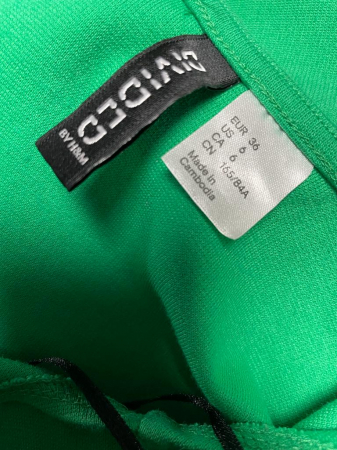 DIVIDED
BY H&M
EUR 36
US 6
CA 6
CN 165/84A
Made in
Cambodia